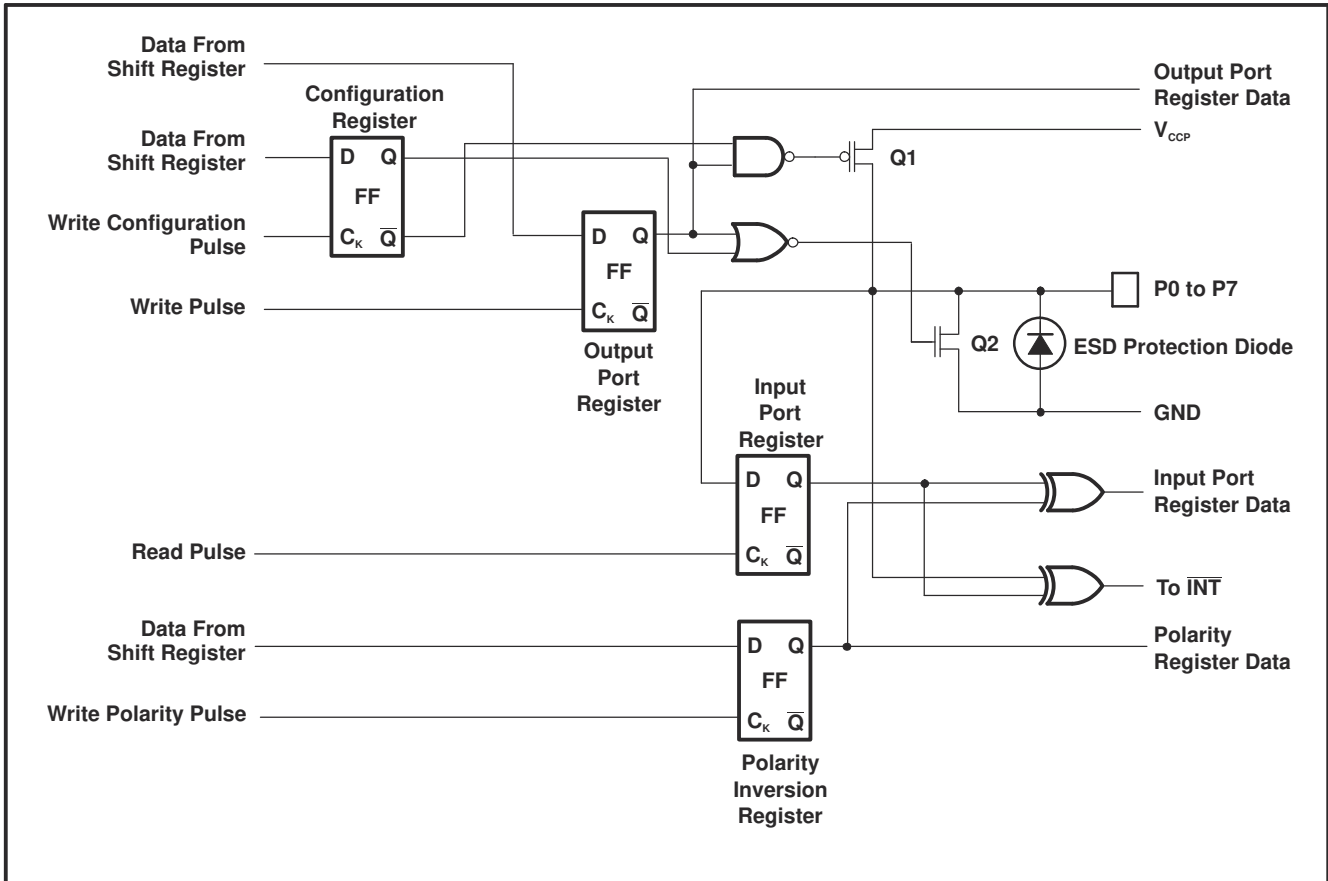 Data From
Shift Register
Configuration
Register
Data From
Shift Register
D Q
FF
C_K Q̅
Write Configuration
Pulse
Write Pulse
D Q
FF
C_K Q̅
Output
Port
Register
Output Port
Register Data
V_CCP
Q1
P0 to P7
Q2
ESD Protection Diode
GND
Input
Port
Register
D Q
FF
C_K Q̅
Read Pulse
Input Port
Register Data
To I̅N̅T̅
Data From
Shift Register
Write Polarity Pulse
D Q
FF
C_K Q̅
Polarity
Inversion
Register
Polarity
Register Data